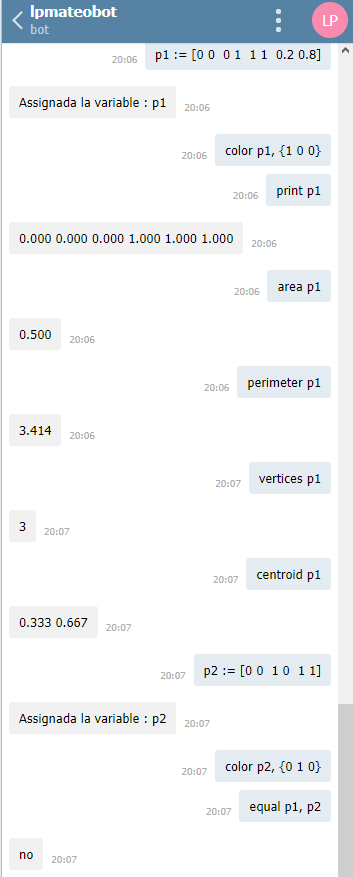 lpmateobot
bot
LP
p1 := [0 0  0 1  1 1  0.2 0.8]
20:06
Assignada la variable : p1
20:06
color p1, {1 0 0}
20:06
print p1
20:06
0.000 0.000 0.000 1.000 1.000 1.000
20:06
area p1
20:06
0.500
20:06
perimeter p1
20:06
3.414
20:06
vertices p1
20:07
3
20:07
centroid p1
20:07
0.333 0.667
20:07
p2 := [0 0  1 0  1 1]
20:07
Assignada la variable : p2
20:07
color p2, {0 1 0}
20:07
equal p1, p2
20:07
no
20:07